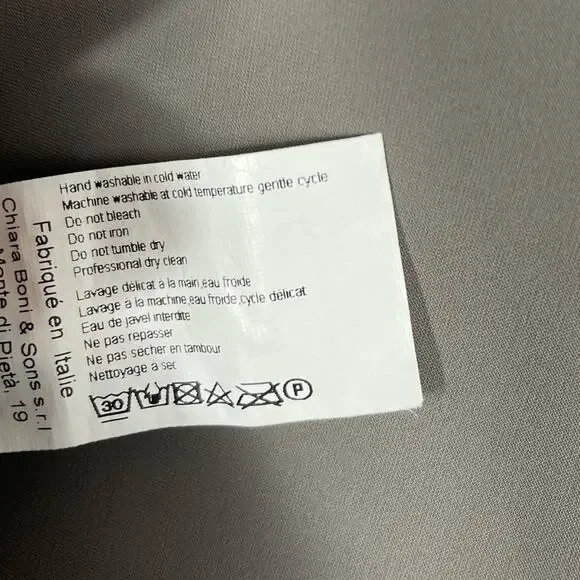 Hand washable in cold water
Machine washable at cold temperature gentle cycle
Do not bleach
Do not iron
Do not tumble dry
Professional dry clean
Lavage délicat à la main,eau froide
Lavage à la machine,eau froide,cycle délicat
Eau de javel interdite
Ne pas repasser
Ne pas sécher en tambour
Nettoyage à sec
30 P
Fabriqué en Italie
Chiara Boni & Sons s.r.l
Monte di Pietà, 19